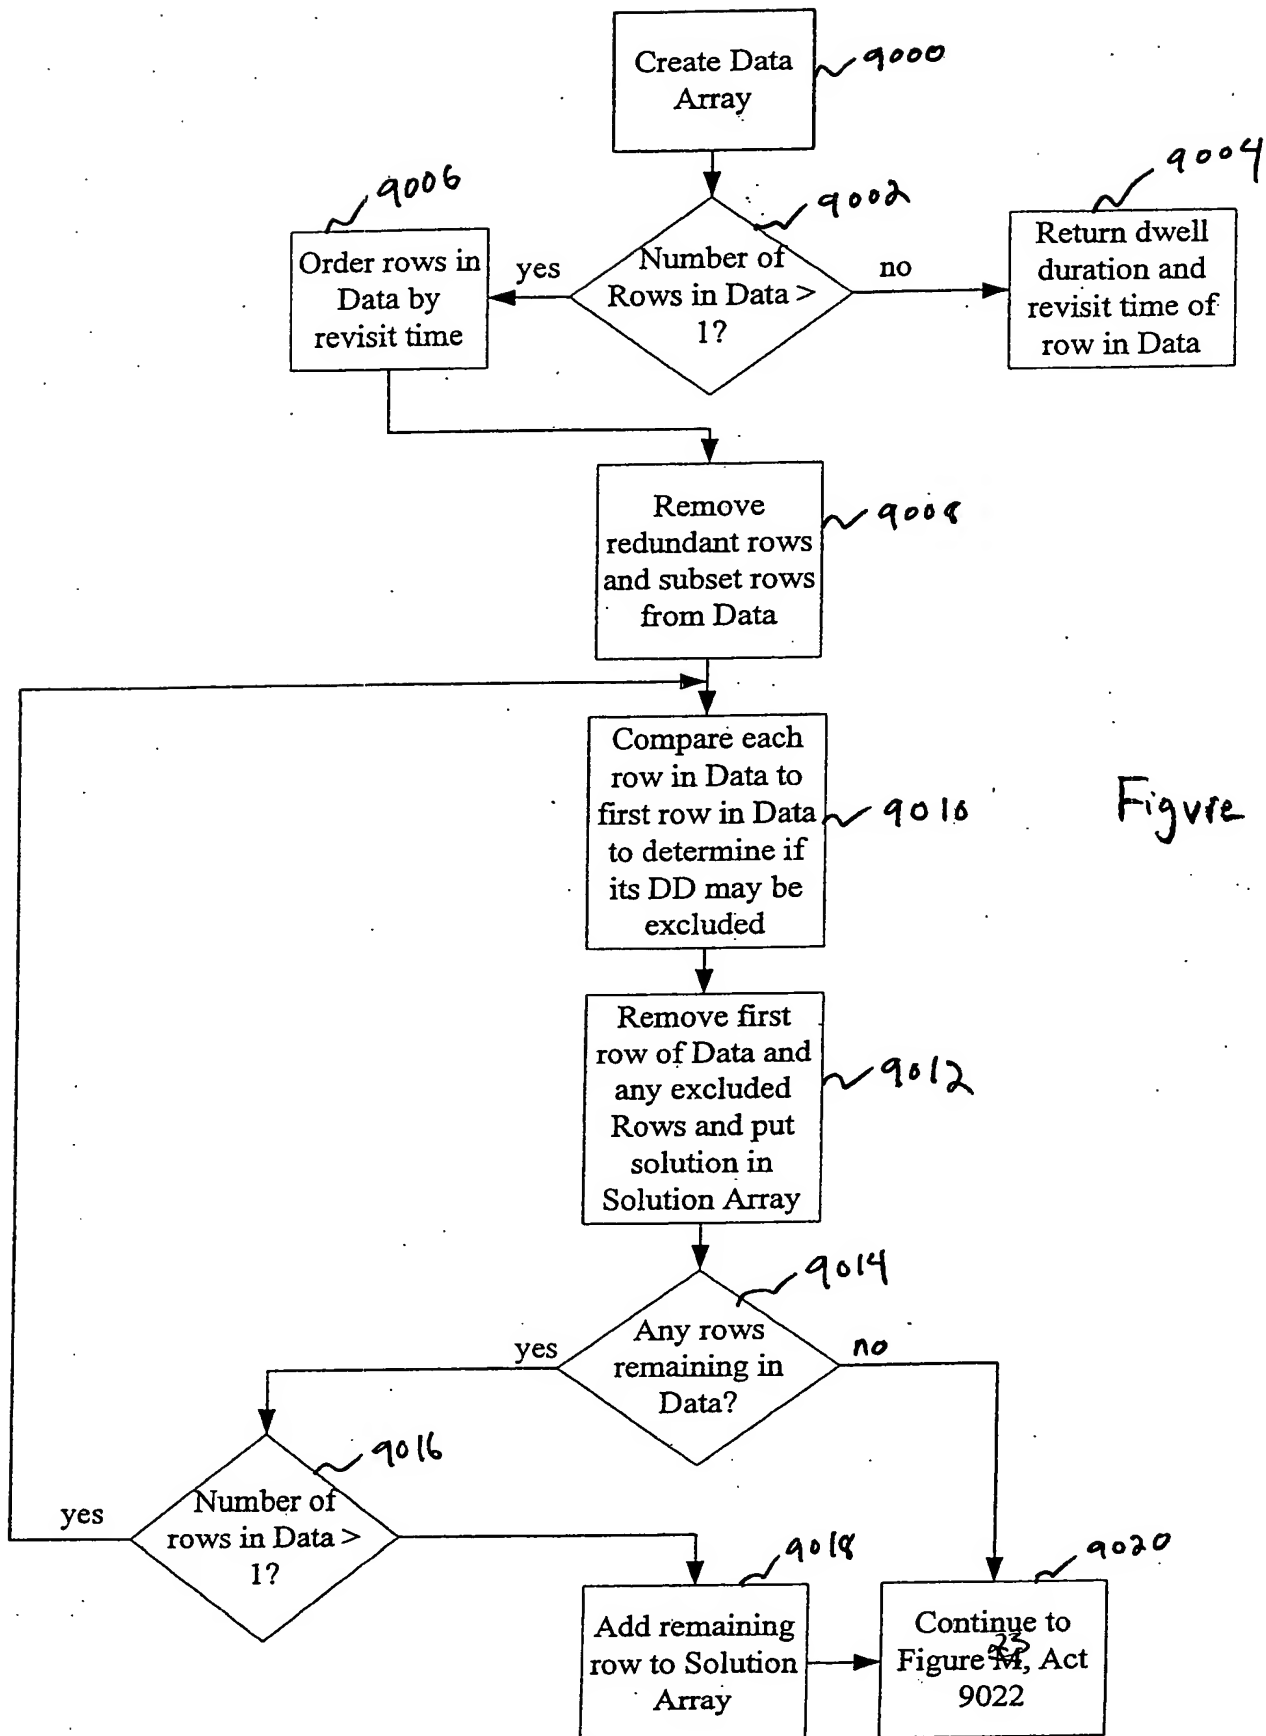 Create Data
Array
9000
9002
Number of
Rows in Data >
1?
yes
no
9006
Order rows in
Data by
revisit time
9004
Return dwell
duration and
revisit time of
row in Data
Remove
redundant rows
and subset rows
from Data
9008
Compare each
row in Data to
first row in Data
to determine if
its DD may be
excluded
9010
Figure
Remove first
row of Data and
any excluded
Rows and put
solution in
Solution Array
9012
9014
Any rows
remaining in
Data?
yes
no
9016
Number of
rows in Data >
1?
yes
9018
Add remaining
row to Solution
Array
9020
Continue to
23
Figure M, Act
9022